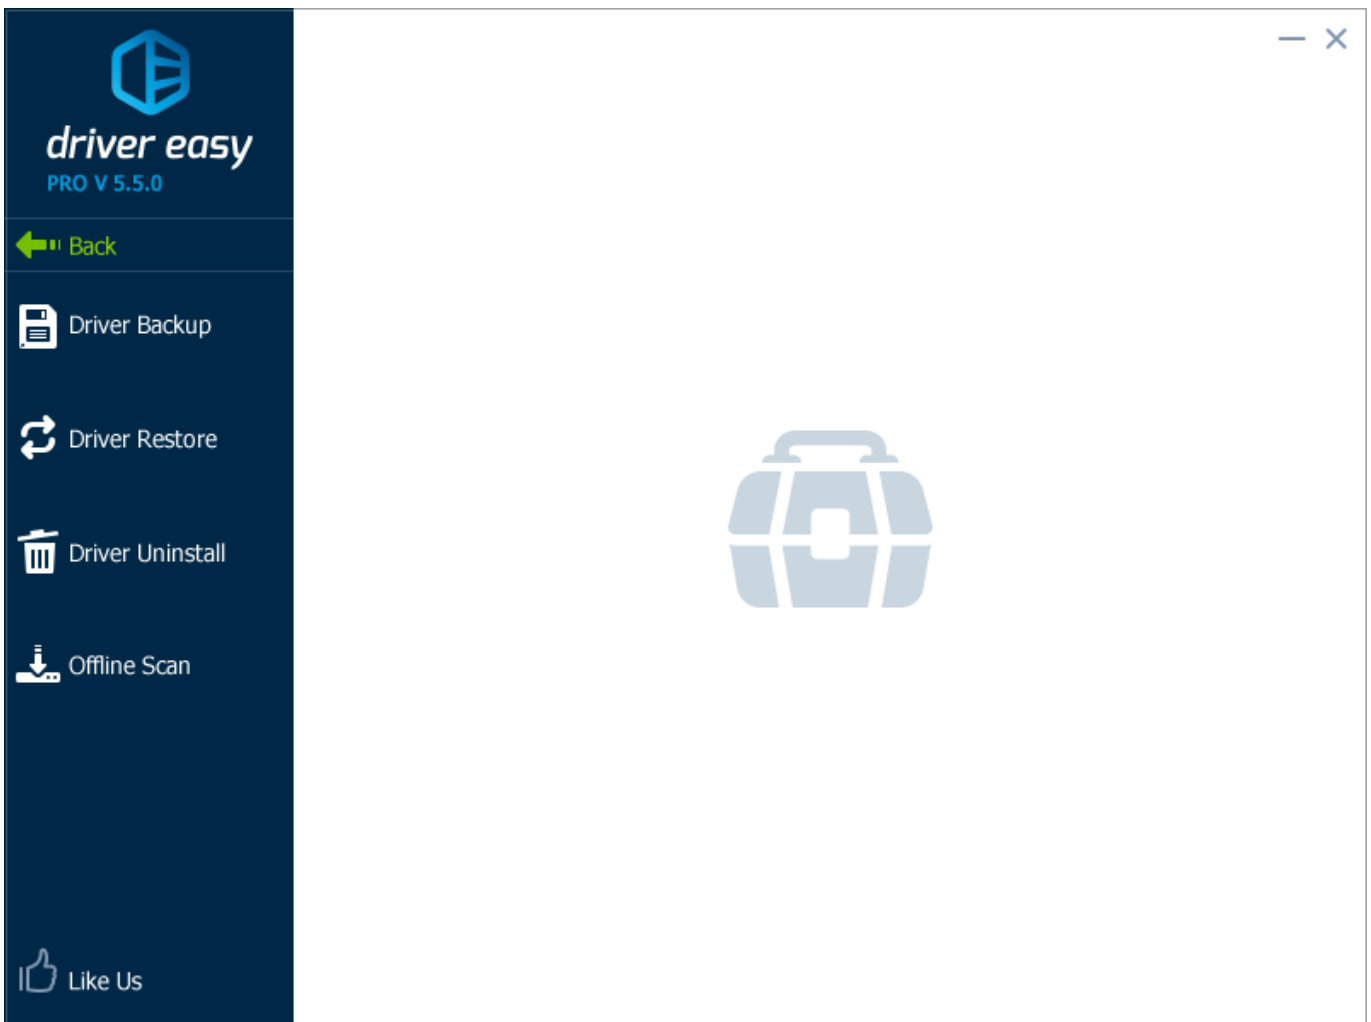 driver easy
PRO V 5.5.0
Back
Driver Backup
Driver Restore
Driver Uninstall
Offline Scan
Like Us